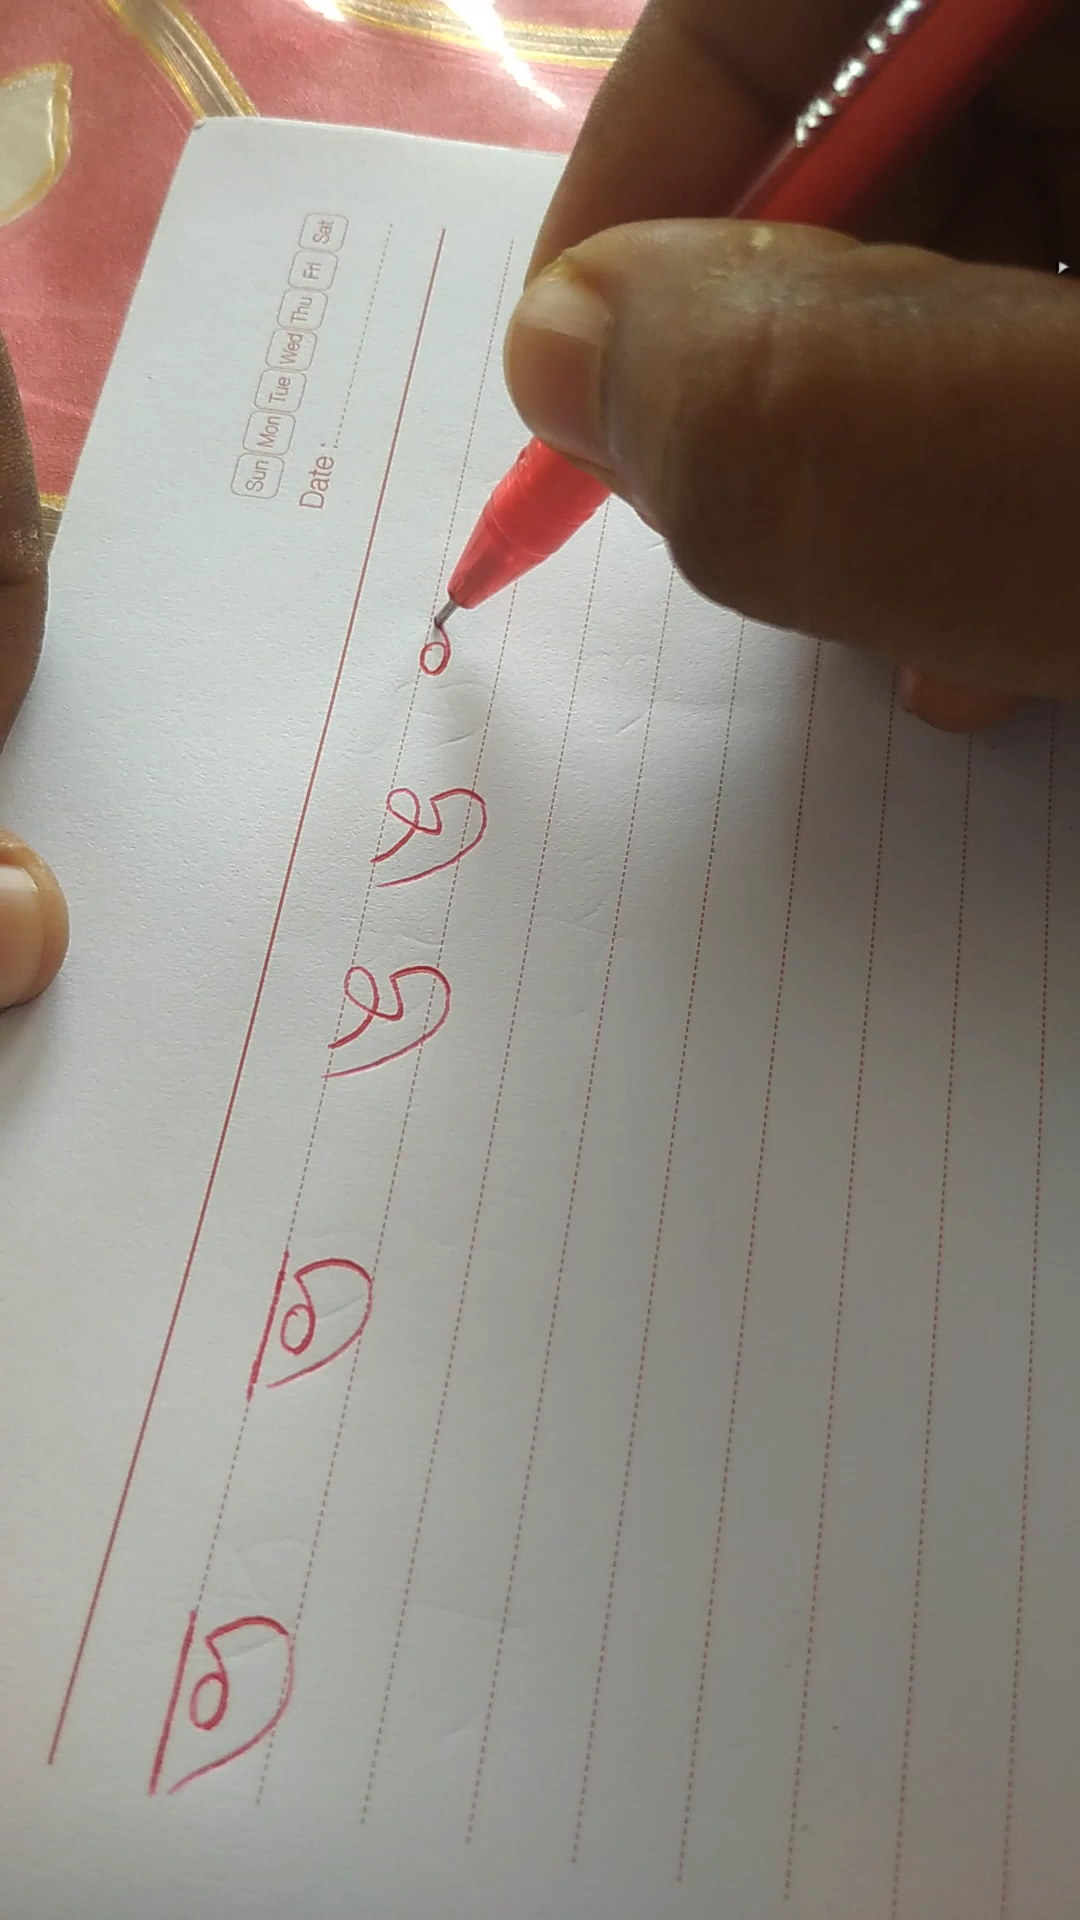 Sun Mon Tue Wed Thu Fri Sat
Date :
ত ত ভ ভ